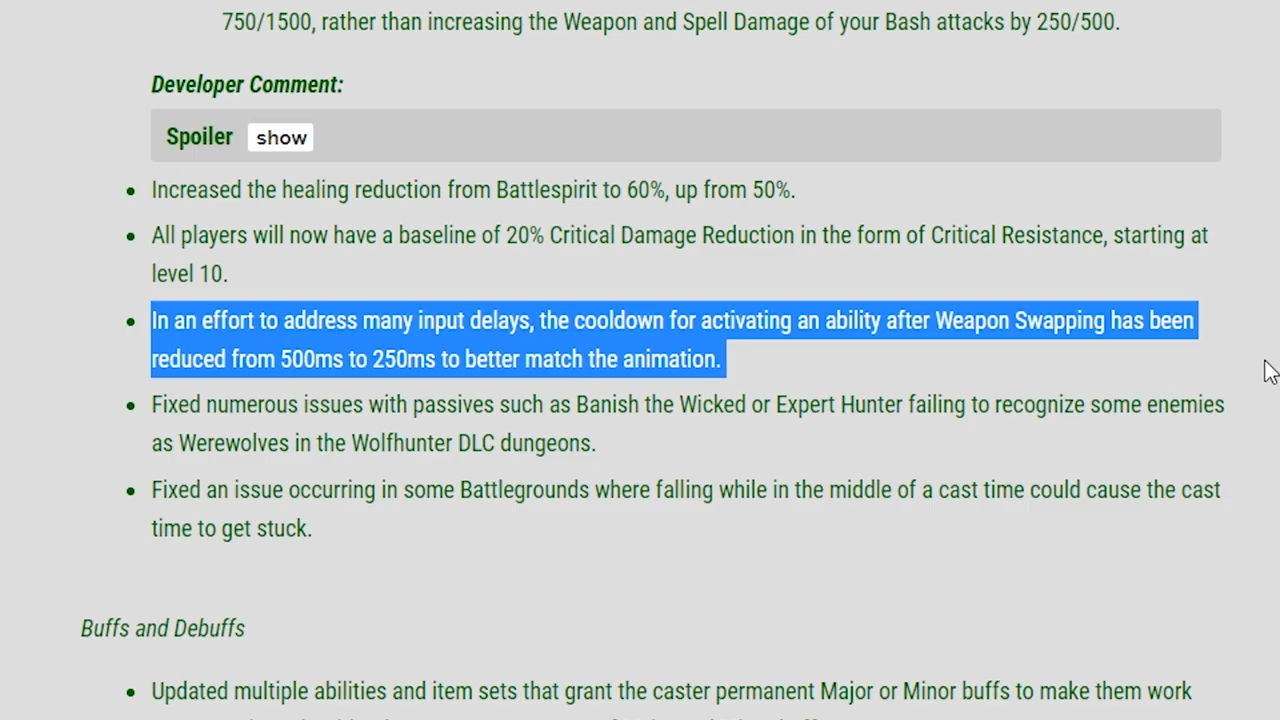 750/1500, rather than increasing the Weapon and Spell Damage of your Bash attacks by 250/500.
Developer Comment:
Spoiler show
Increased the healing reduction from Battlespirit to 60%, up from 50%.
All players will now have a baseline of 20% Critical Damage Reduction in the form of Critical Resistance, starting at
level 10.
In an effort to address many input delays, the cooldown for activating an ability after Weapon Swapping has been
reduced from 500ms to 250ms to better match the animation.
Fixed numerous issues with passives such as Banish the Wicked or Expert Hunter failing to recognize some enemies
as Werewolves in the Wolfhunter DLC dungeons.
Fixed an issue occurring in some Battlegrounds where falling while in the middle of a cast time could cause the cast
time to get stuck.
Buffs and Debuffs
Updated multiple abilities and item sets that grant the caster permanent Major or Minor buffs to make them work